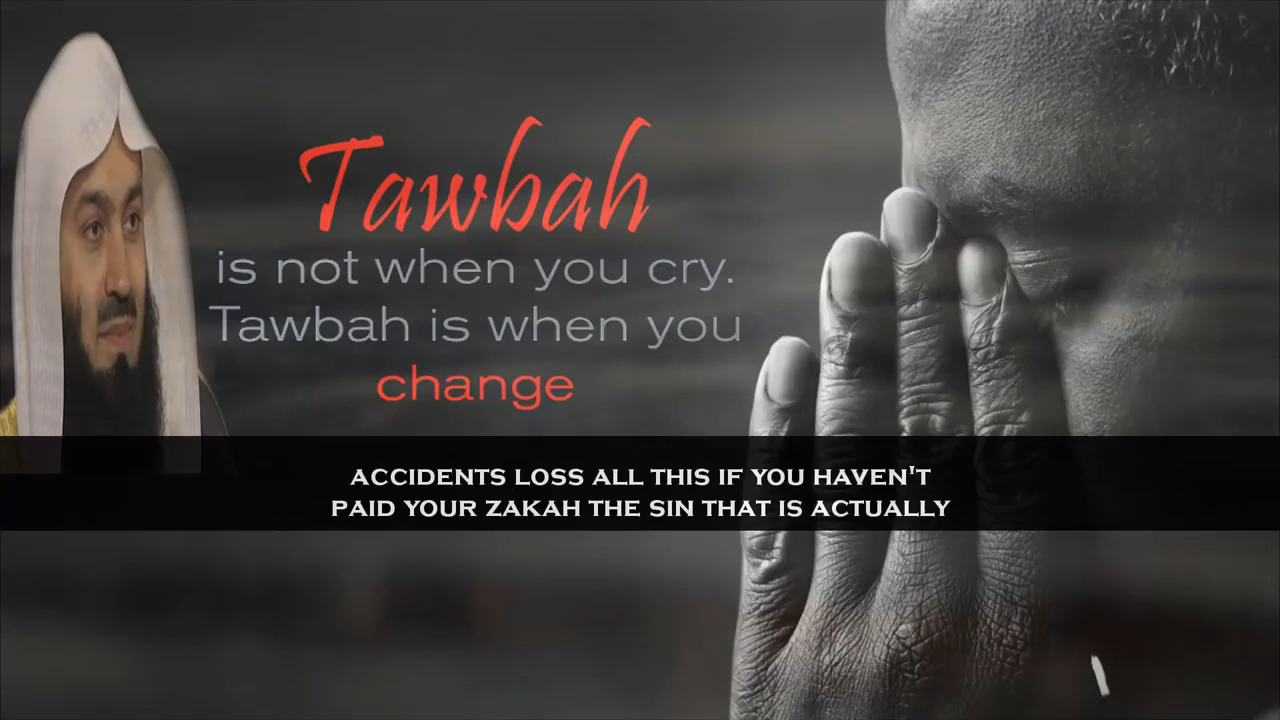 Tawbah
is not when you cry.
Tawbah is when you
change
ACCIDENTS LOSS ALL THIS IF YOU HAVEN'T
PAID YOUR ZAKAH THE SIN THAT IS ACTUALLY